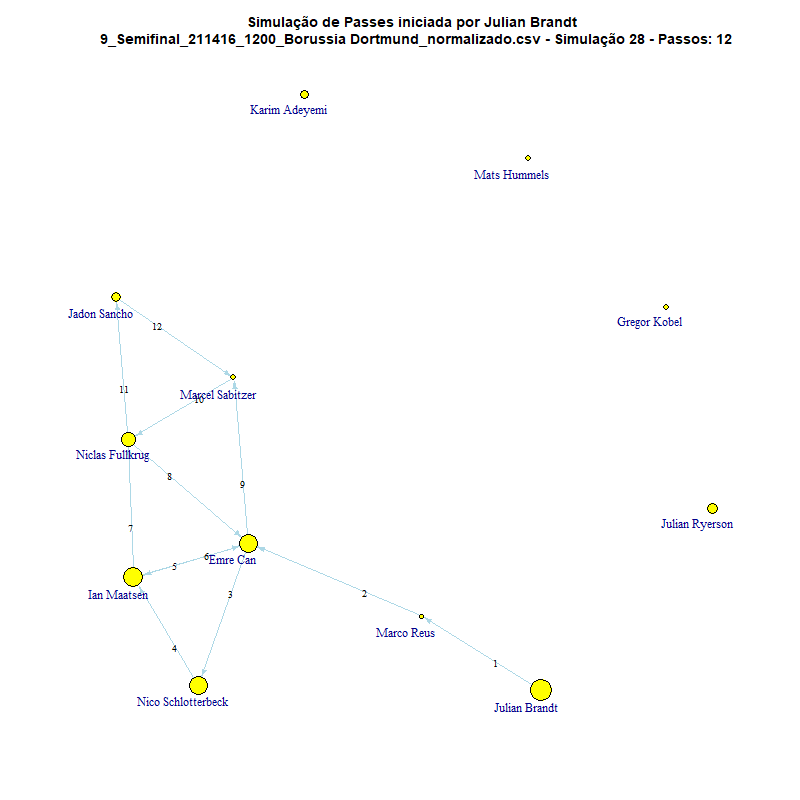 Simulação de Passes iniciada por Julian Brandt
9_Semifinal_211416_1200_Borussia Dortmund_normalizado.csv - Simulação 28 - Passos: 12
Karim Adeyemi
Mats Hummels
Jadon Sancho
Gregor Kobel
12
11
Marcel Sabitzer
10
Niclas Fullkrug
8
9
Julian Ryerson
7
6
Emre Can
5
Ian Maatsen
3
2
Marco Reus
4
1
Nico Schlotterbeck
Julian Brandt